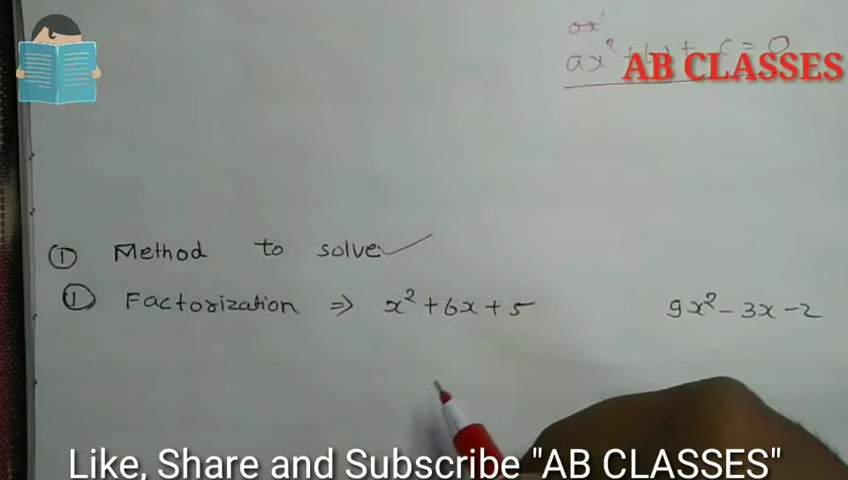 ax² + bx + c = 0
AB CLASSES
① Method to solve
① Factorization ⇒ x² + 6x + 5 9x² - 3x - 2
Like, Share and Subscribe "AB CLASSES"